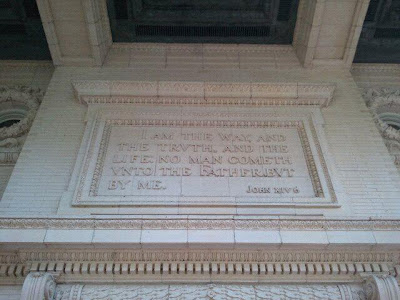 I AM THE WAY, AND
THE TRVTH, AND THE
LIFE: NO MAN COMETH
VNTO THE FATHER, BVT
BY ME.
JOHN XIV 6